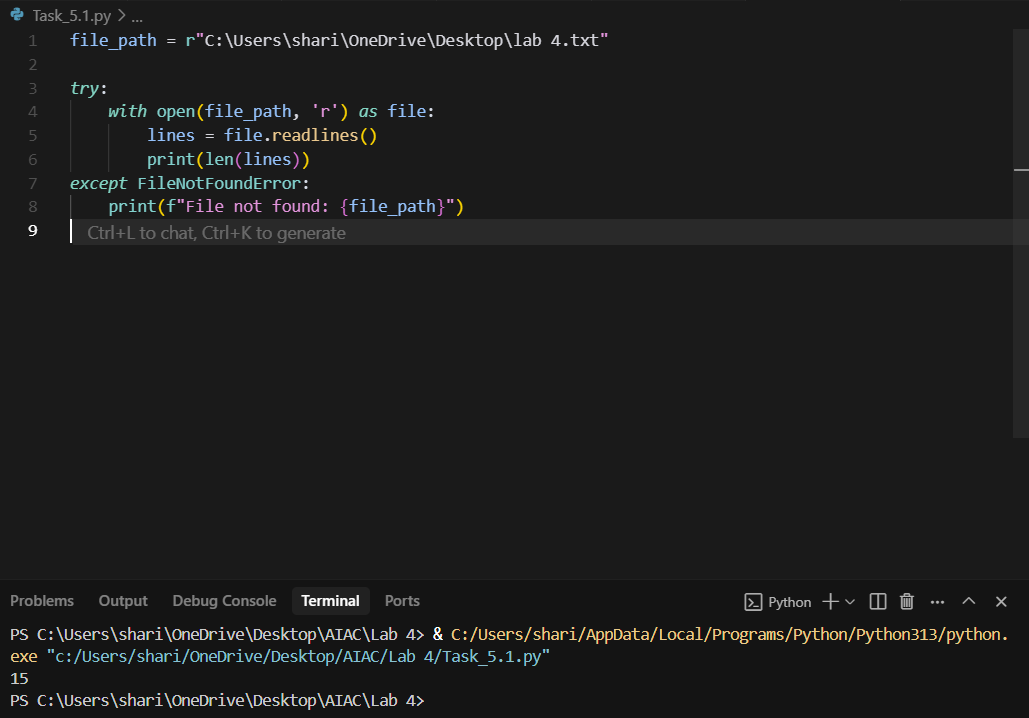 Task_5.1.py > ...
1 file_path = r"C:\Users\shari\OneDrive\Desktop\lab 4.txt"
2
3 try:
4     with open(file_path, 'r') as file:
5         lines = file.readlines()
6         print(len(lines))
7 except FileNotFoundError:
8     print(f"File not found: {file_path}")
9 Ctrl+L to chat, Ctrl+K to generate
Problems Output Debug Console Terminal Ports Python
PS C:\Users\shari\OneDrive\Desktop\AIAC\Lab 4> & C:/Users/shari/AppData/Local/Programs/Python/Python313/python.
exe "c:/Users/shari/OneDrive/Desktop/AIAC/Lab 4/Task_5.1.py"
15
PS C:\Users\shari\OneDrive\Desktop\AIAC\Lab 4>